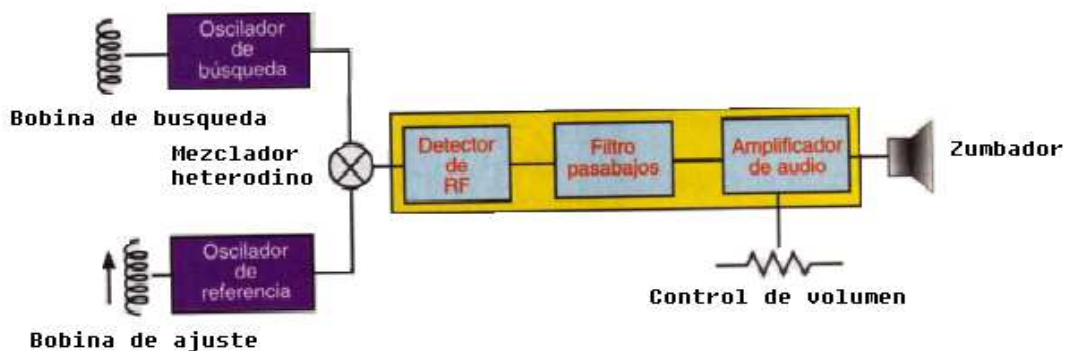 Oscilador
de
búsqueda
Bobina de busqueda
Mezclador
heterodino
Detector
de
RF
Filtro
pasabajos
Amplificador
de audio
Zumbador
Oscilador
de
referencia
Control de volumen
Bobina de ajuste